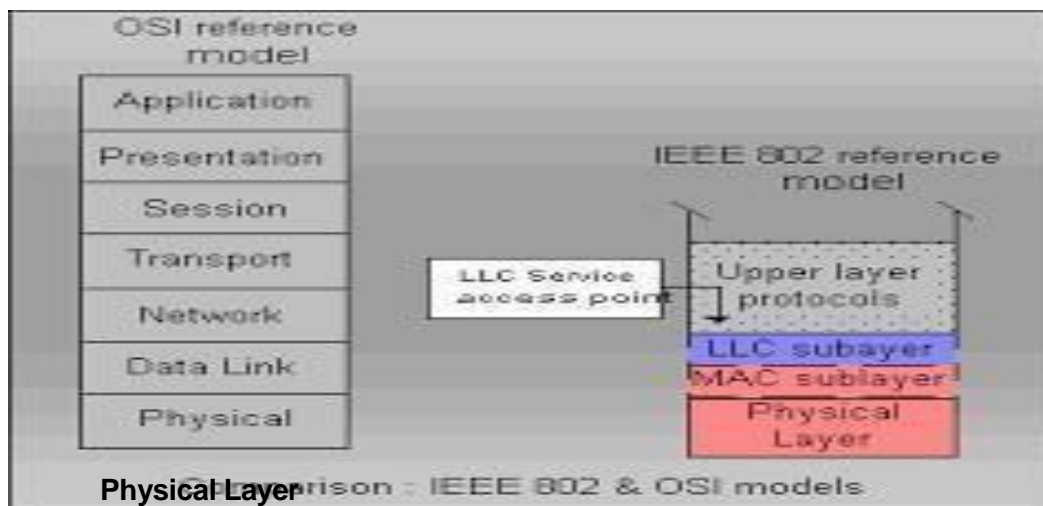 OSI reference
model
Application
Presentation
Session
Transport
Network
Data Link
Physical
IEEE 802 reference
model
LLC Service
access point
Upper layer
protocols
LLC subayer
MAC sublayer
Physical
Layer
Physical Layer
Comparison : IEEE 802 & OSI models